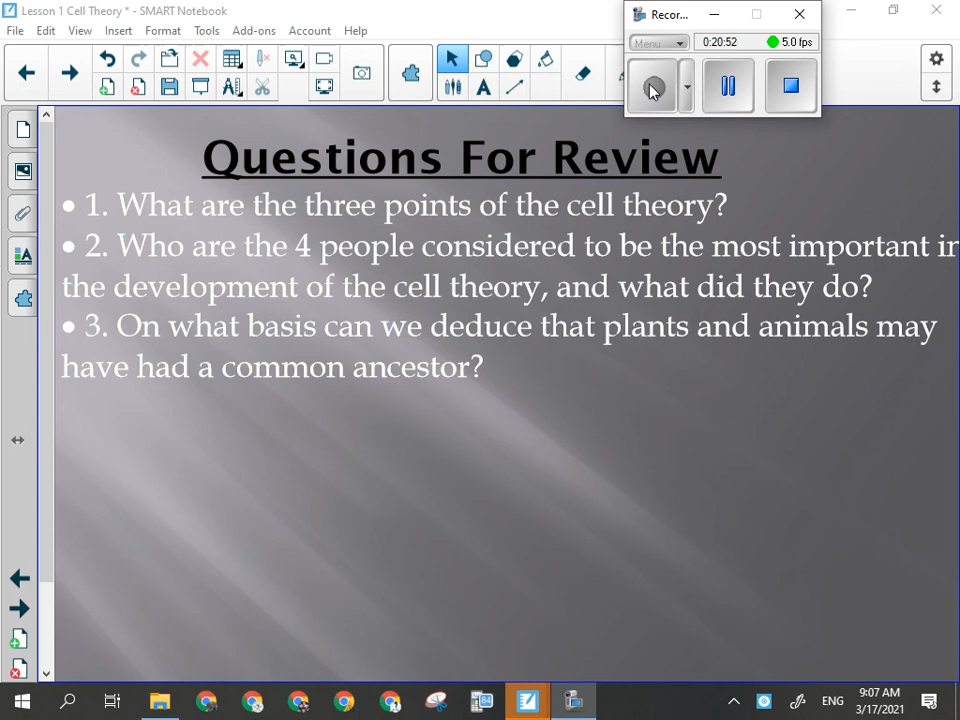 Lesson 1 Cell Theory * - SMART Notebook
File Edit View Insert Format Tools Add-ons Account Help
Recor...
Menu 0:20:52 5.0 fps
Questions For Review
• 1. What are the three points of the cell theory?
• 2. Who are the 4 people considered to be the most important in
the development of the cell theory, and what did they do?
• 3. On what basis can we deduce that plants and animals may
have had a common ancestor?
ENG
9:07 AM
3/17/2021